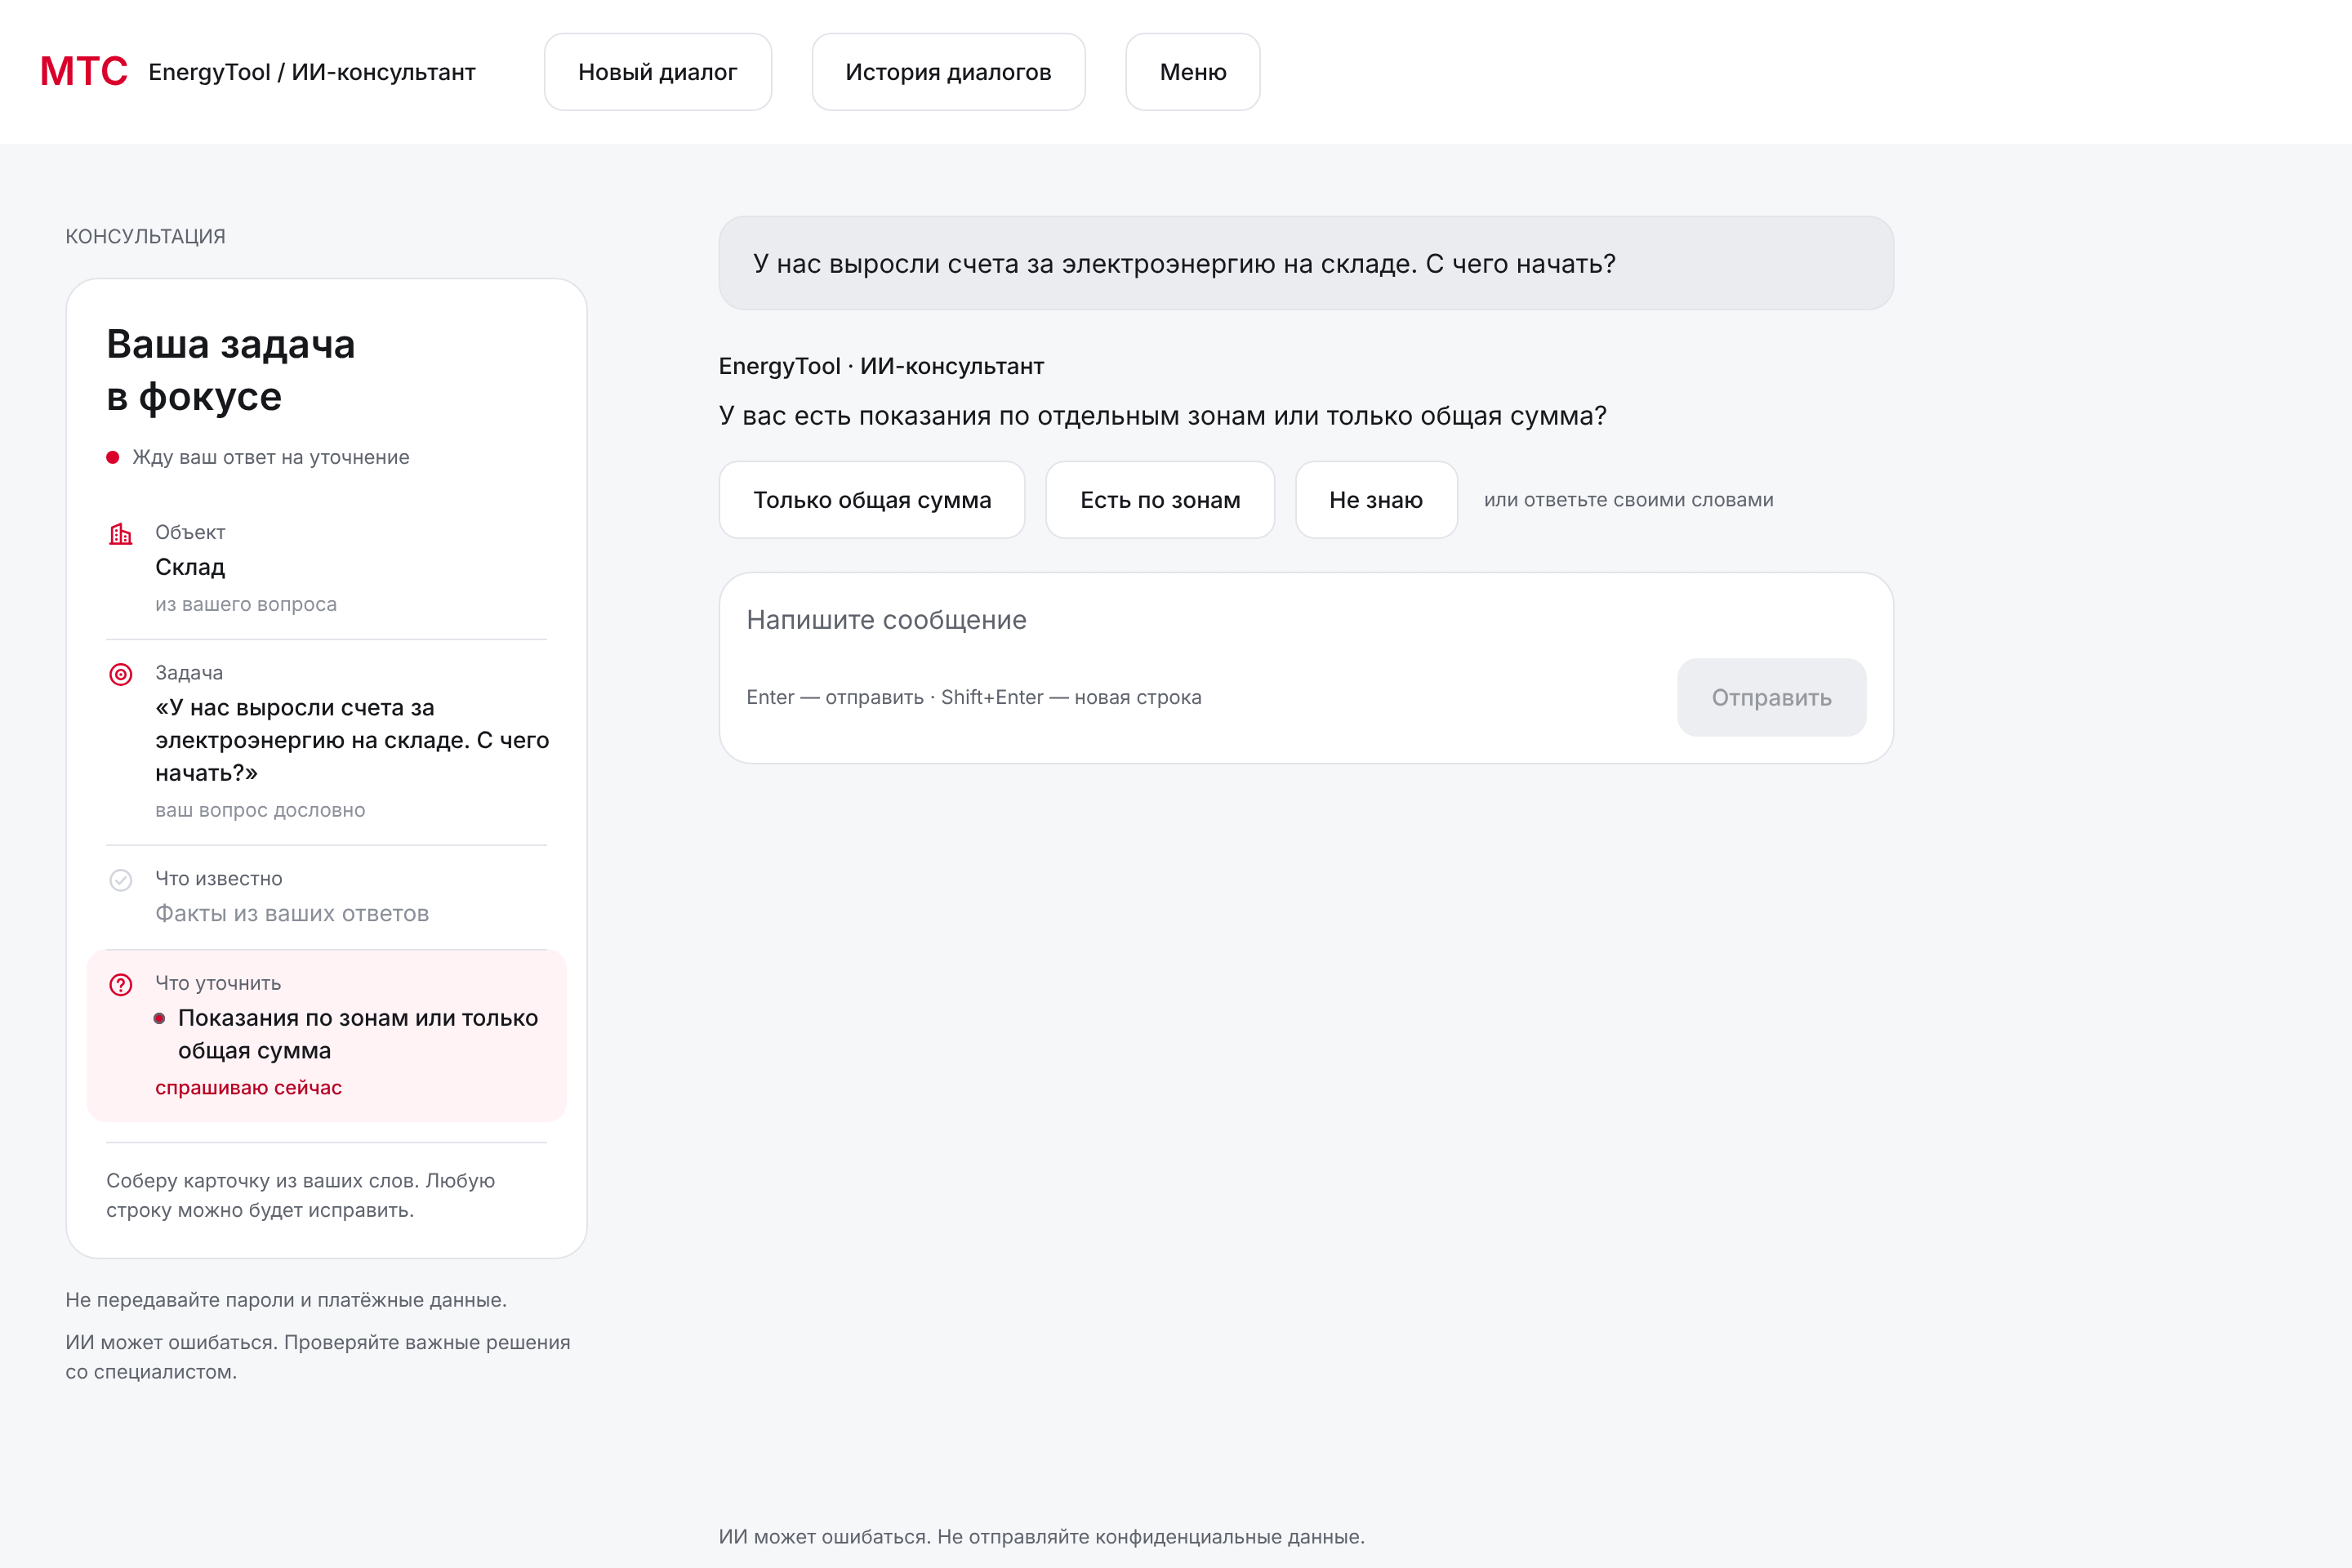 МТС EnergyTool / ИИ-консультант
Новый диалог
История диалогов
Меню
КОНСУЛЬТАЦИЯ
Ваша задача
в фокусе
Жду ваш ответ на уточнение
Объект
Склад
из вашего вопроса
Задача
«У нас выросли счета за
электроэнергию на складе. С чего
начать?»
ваш вопрос дословно
Что известно
Факты из ваших ответов
Что уточнить
Показания по зонам или только
общая сумма
спрашиваю сейчас
Соберу карточку из ваших слов. Любую
строку можно будет исправить.
Не передавайте пароли и платёжные данные.
ИИ может ошибаться. Проверяйте важные решения
со специалистом.
У нас выросли счета за электроэнергию на складе. С чего начать?
EnergyTool · ИИ-консультант
У вас есть показания по отдельным зонам или только общая сумма?
Только общая сумма
Есть по зонам
Не знаю
или ответьте своими словами
Напишите сообщение
Enter — отправить · Shift+Enter — новая строка
Отправить
ИИ может ошибаться. Не отправляйте конфиденциальные данные.